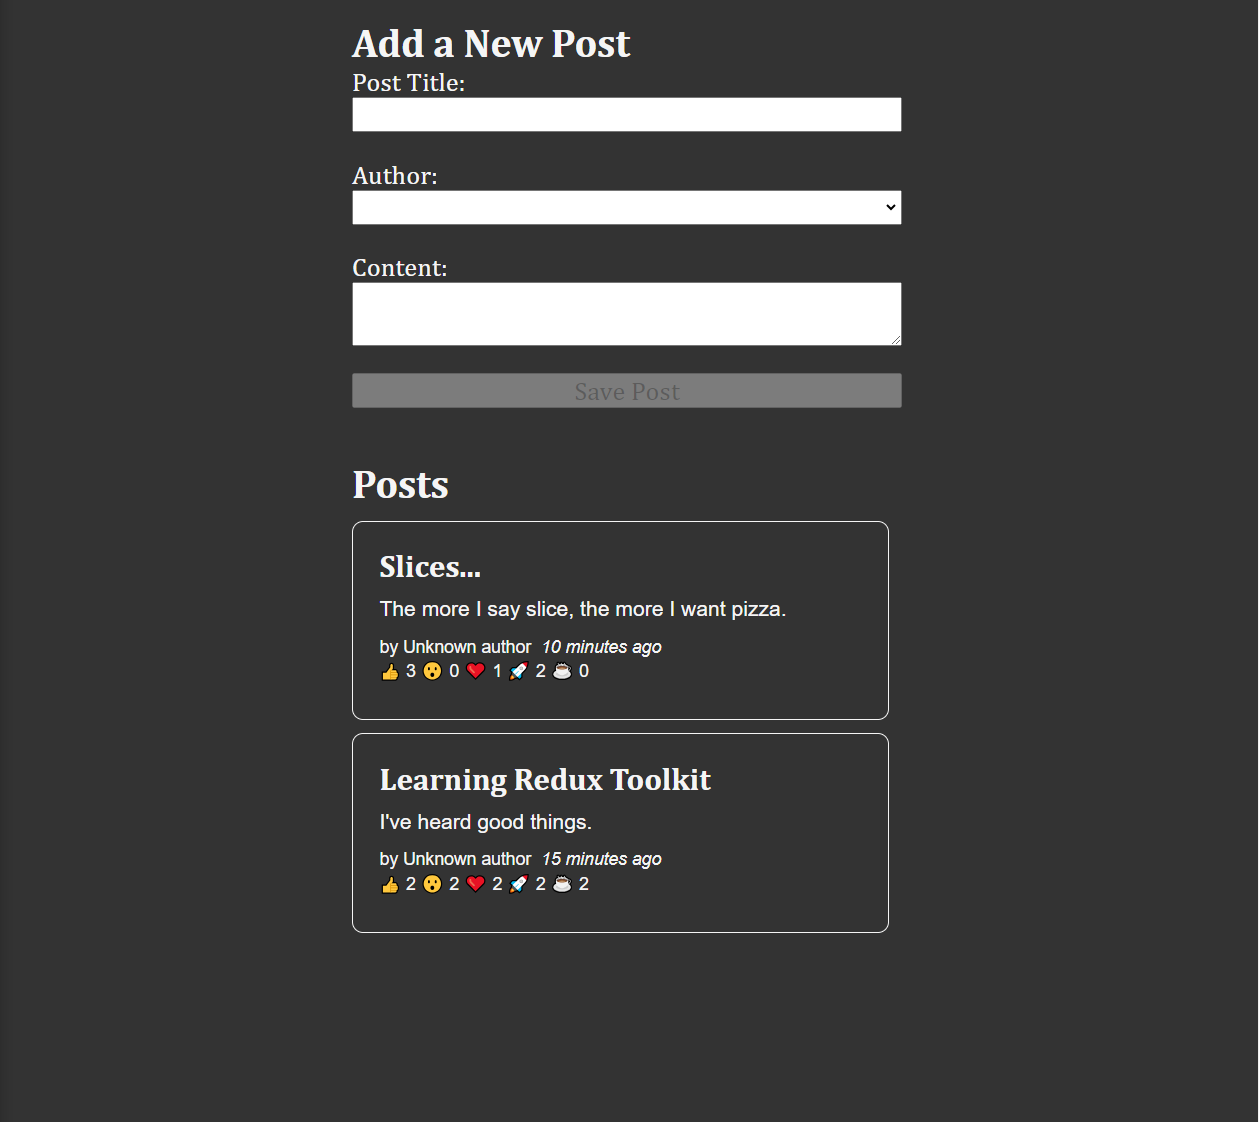 Add a New Post
Post Title:
Author:
Content:
Save Post
Posts
Slices...
The more I say slice, the more I want pizza.
by Unknown author 10 minutes ago
👍 3 😮 0 ❤️ 1 🚀 2 ☕ 0
Learning Redux Toolkit
I've heard good things.
by Unknown author 15 minutes ago
👍 2 😮 2 ❤️ 2 🚀 2 ☕ 2